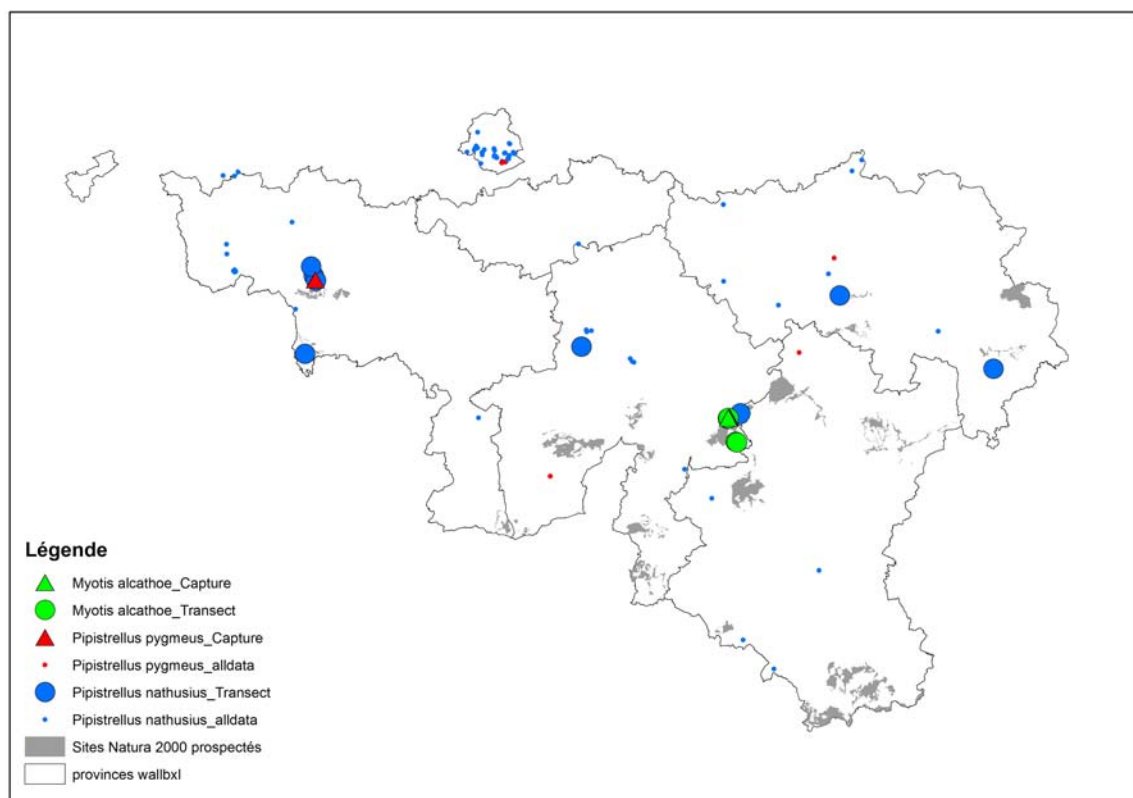 Légende
Myotis alcathoe_Capture
Myotis alcathoe_Transect
Pipistrellus pygmeus_Capture
Pipistrellus pygmeus_alldata
Pipistrellus nathusius_Transect
Pipistrellus nathusius_alldata
Sites Natura 2000 prospectés
provinces wallbxl